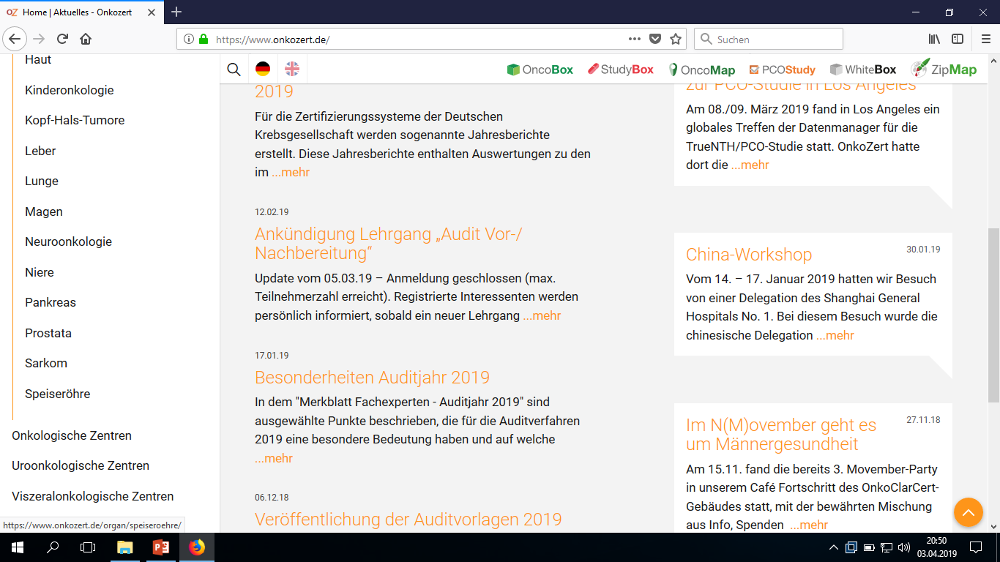 Home | Aktuelles - Onkozert
https://www.onkozert.de/
Suchen
Haut
Kinderonkologie
Kopf-Hals-Tumore
Leber
Lunge
Magen
Neuroonkologie
Niere
Pankreas
Prostata
Sarkom
Speiseröhre
Onkologische Zentren
Uroonkologische Zentren
Viszeralonkologische Zentren
https://www.onkozert.de/organ/speiseroehre/
OncoBox
StudyBox
OncoMap
PCOStudy
WhiteBox
ZipMap
2019
Für die Zertifizierungssysteme der Deutschen
Krebsgesellschaft werden sogenannte Jahresberichte
erstellt. Diese Jahresberichte enthalten Auswertungen zu den
im ...mehr
12.02.19
Ankündigung Lehrgang „Audit Vor-/
Nachbereitung“
Update vom 05.03.19 – Anmeldung geschlossen (max.
Teilnehmerzahl erreicht). Registrierte Interessenten werden
persönlich informiert, sobald ein neuer Lehrgang ...mehr
17.01.19
Besonderheiten Auditjahr 2019
In dem "Merkblatt Fachexperten - Auditjahr 2019" sind
ausgewählte Punkte beschrieben, die für die Auditverfahren
2019 eine besondere Bedeutung haben und auf welche
...mehr
06.12.18
Veröffentlichung der Auditvorlagen 2019
zur PCO-Studie in Los Angeles
Am 08./09. März 2019 fand in Los Angeles ein
globales Treffen der Datenmanager für die
TrueNTH/PCO-Studie statt. OnkoZert hatte
dort die ...mehr
30.01.19
China-Workshop
Vom 14. – 17. Januar 2019 hatten wir Besuch
von einer Delegation des Shanghai General
Hospitals No. 1. Bei diesem Besuch wurde die
chinesische Delegation ...mehr
27.11.18
Im N(M)ovember geht es
um Männergesundheit
Am 15.11. fand die bereits 3. Movember-Party
in unserem Café Fortschritt des OnkoClarCert-
Gebäudes statt, mit der bewährten Mischung
aus Info, Spenden ...mehr
20:50
03.04.2019